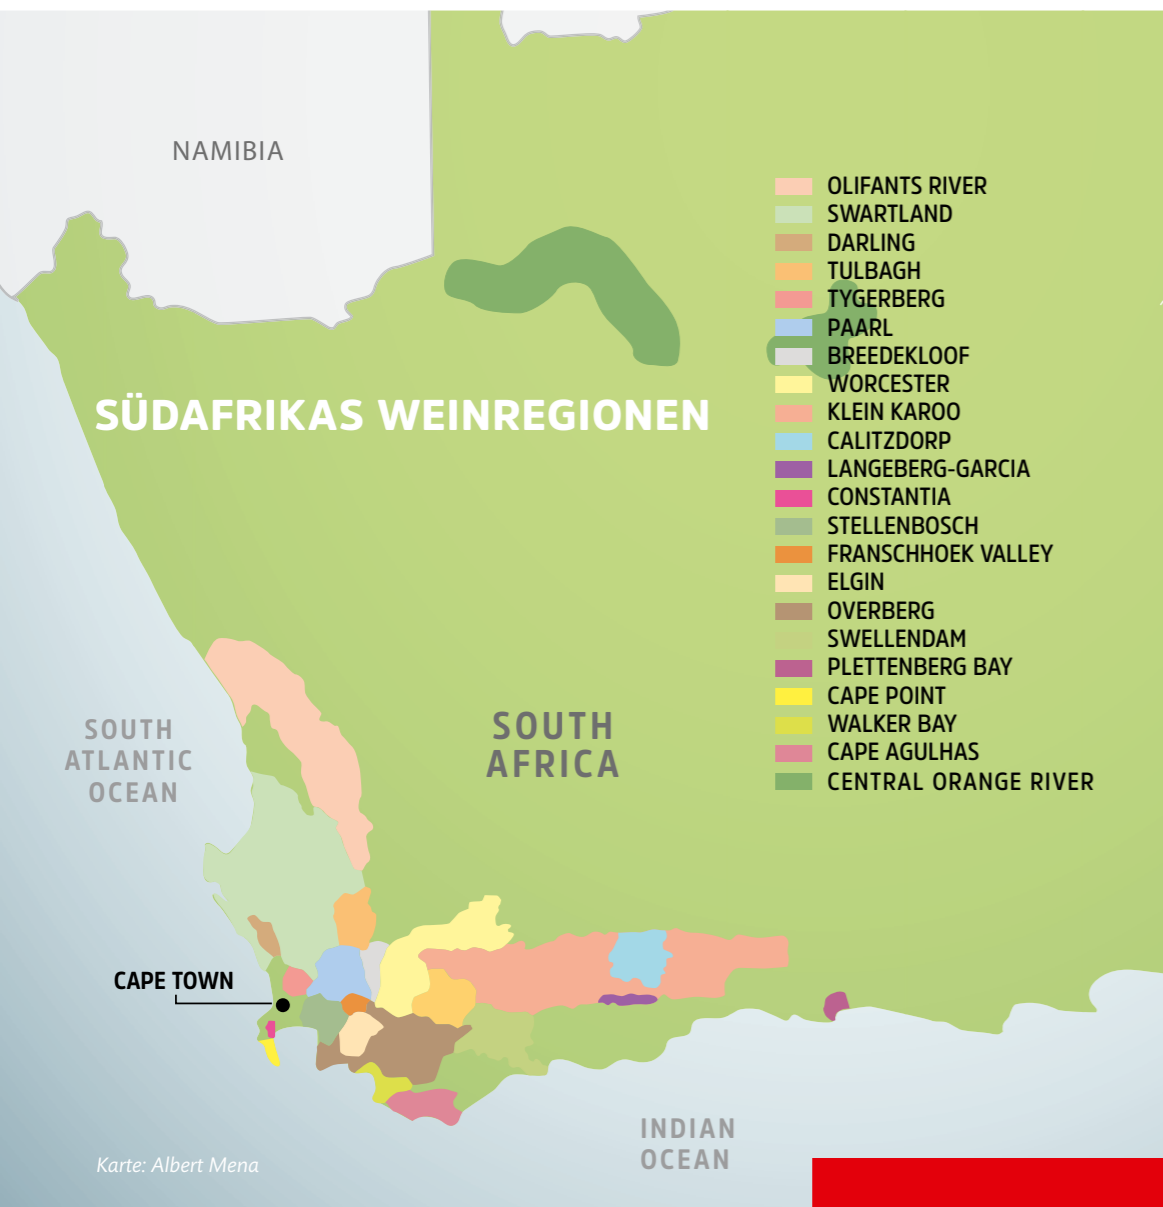 NAMIBIA
SÜDAFRIKAS WEINREGIONEN
OLIFANTS RIVER
SWARTLAND
DARLING
TULBAGH
TYGERBERG
PAARL
BREEDEKLOOF
WORCESTER
KLEIN KAROO
CALITZDORP
LANGEBERG-GARCIA
CONSTANTIA
STELLENBOSCH
FRANSCHHOEK VALLEY
ELGIN
OVERBERG
SWELLENDAM
PLETTENBERG BAY
CAPE POINT
WALKER BAY
CAPE AGULHAS
CENTRAL ORANGE RIVER
SOUTH
ATLANTIC
OCEAN
SOUTH
AFRICA
CAPE TOWN
INDIAN
OCEAN
Karte: Albert Mena